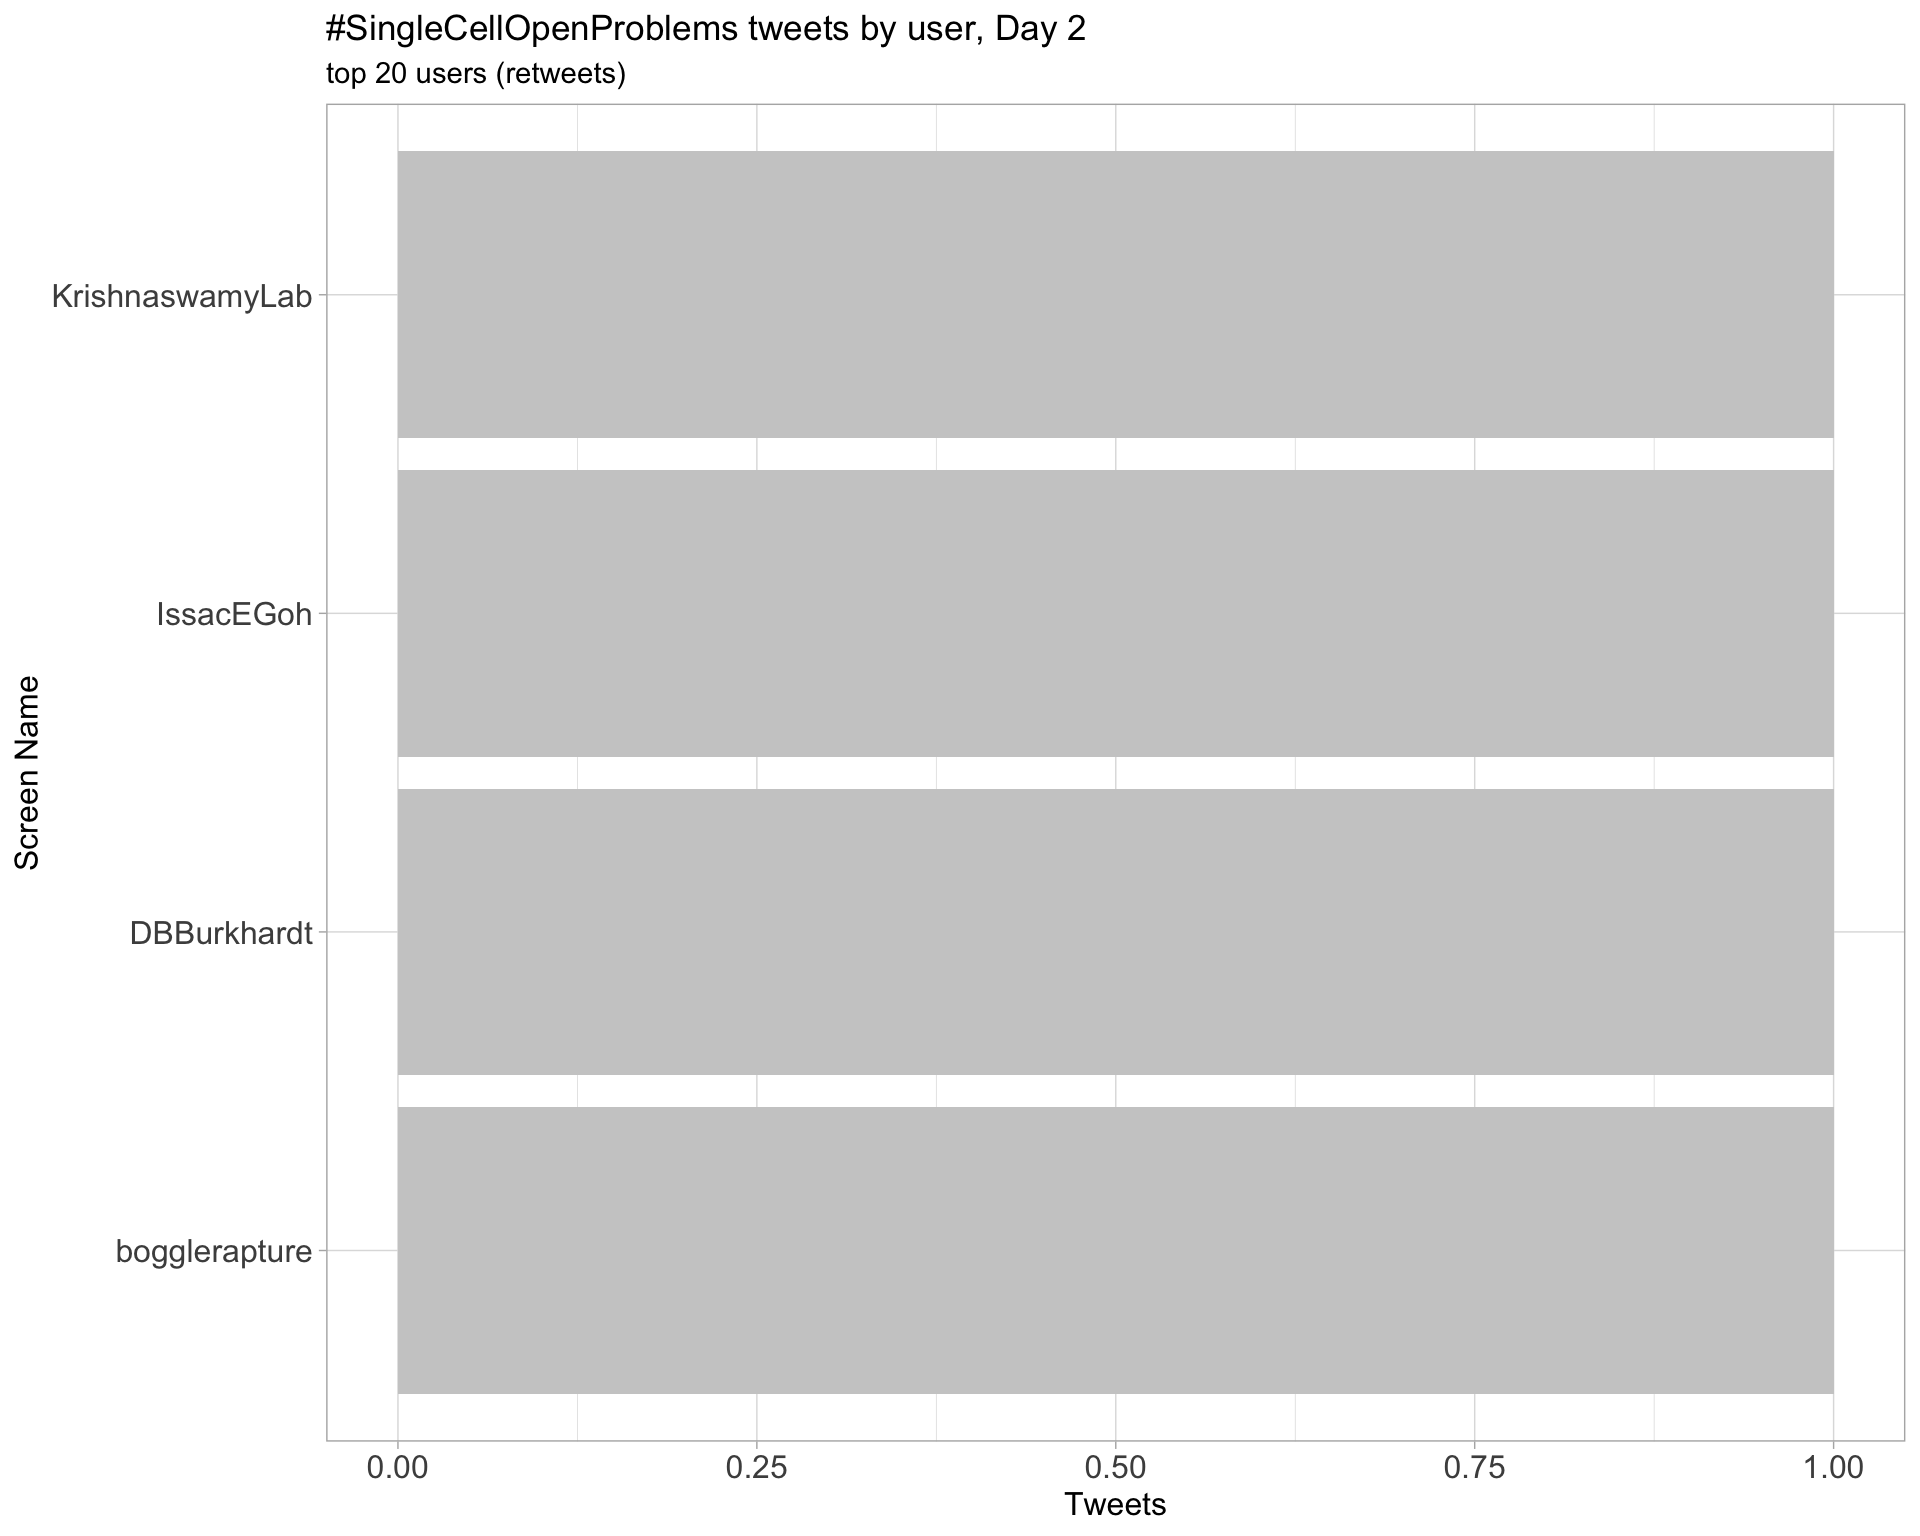 #SingleCellOpenProblems tweets by user, Day 2
top 20 users (retweets)
KrishnaswamyLab
IssacEGoh
DBBurkhardt
bogglerapture
Screen Name
0.00 0.25 0.50 0.75 1.00
Tweets